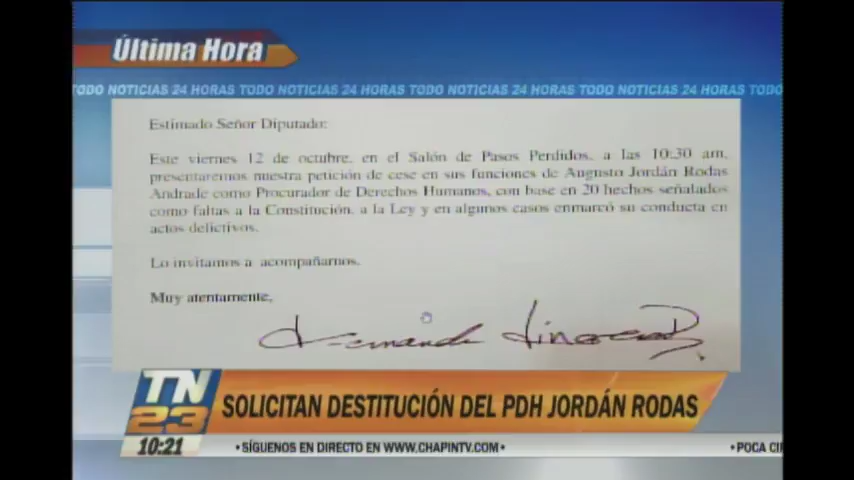 Última Hora
TODO NOTICIAS 24 HORAS TODO NOTICIAS 24 HORAS TODO NOTICIAS 24 HORAS TODO NOTICIAS 24 HORAS TODO
Estimado Señor Diputado:
Este viernes 12 de octubre, en el Salón de Pasos Perdidos, a las 10:30 am,
presentaremos nuestra petición de cese en sus funciones de Augusto Jordán Rodas
Andrade como Procurador de Derechos Humanos, con base en 20 hechos señalados
como faltas a la Constitución, a la Ley y en algunos casos enmarcó su conducta en
actos delictivos.
Lo invitamos a acompañarnos.
Muy atentamente,
TN
23
SOLICITAN DESTITUCIÓN DEL PDH JORDÁN RODAS
10:21
•SÍGUENOS EN DIRECTO EN WWW.CHAPINTV.COM•
•POCA